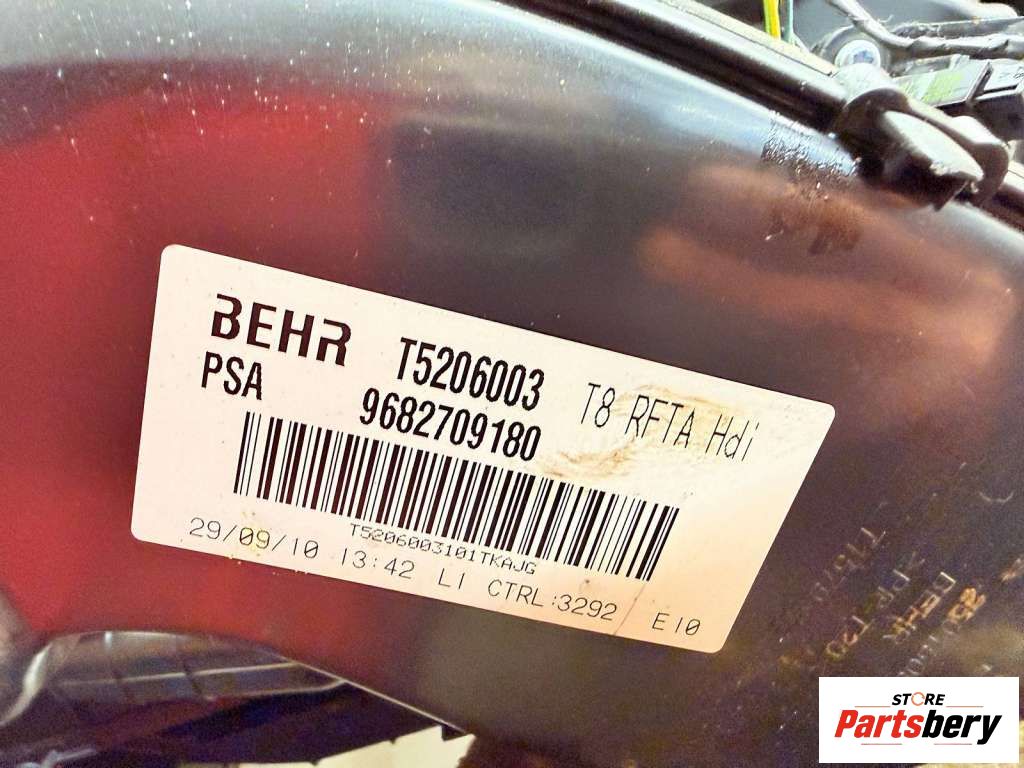 BEHR T5206003 T8 RFTA Hdi
PSA 9682709180
T5206003101TKAJG
29/09/10 13:42 LI CTRL:3292 E10
STORE
Partsbery